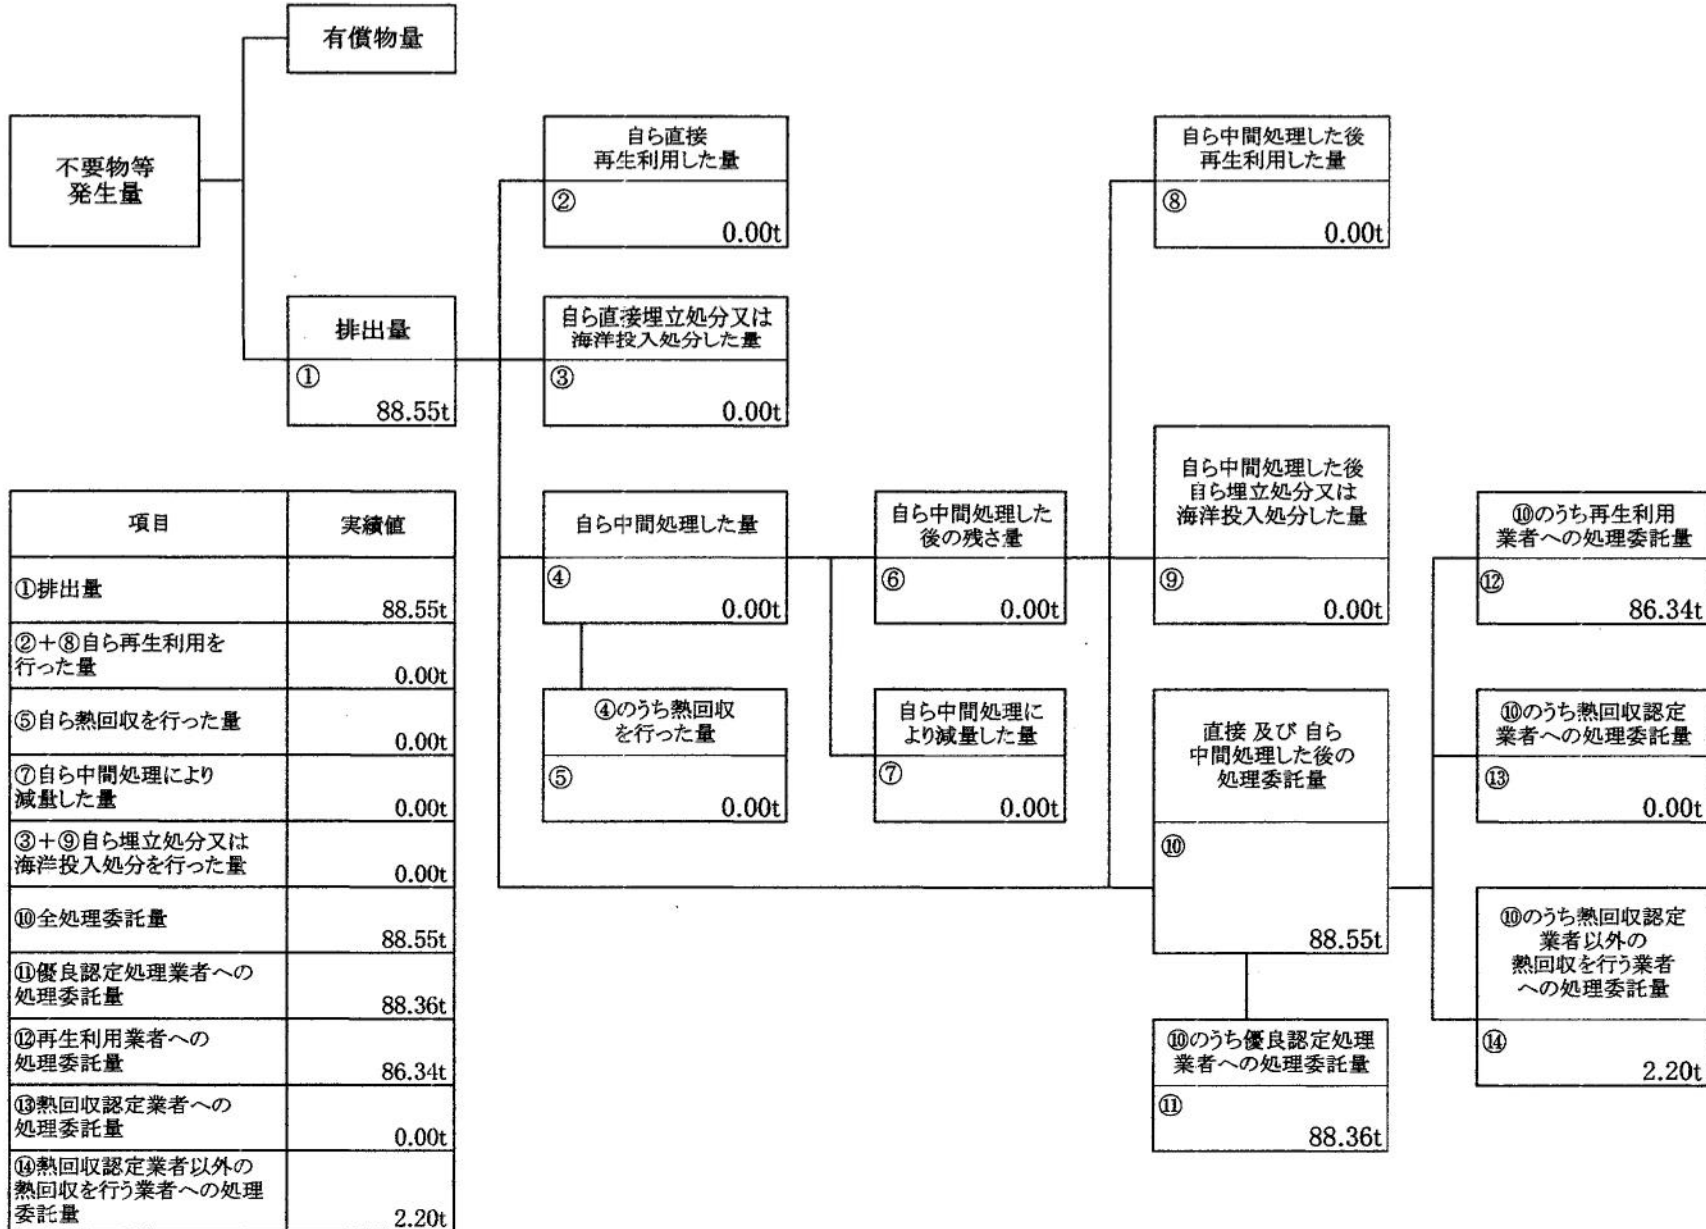 有償物量
不要物等
発生量
排出量
①
88.55t
自ら直接
再生利用した量
②
0.00t
自ら直接埋立処分又は
海洋投入処分した量
③
0.00t
自ら中間処理した量
④
0.00t
④のうち熱回収
を行った量
⑤
0.00t
自ら中間処理した
後の残さ量
⑥
0.00t
自ら中間処理に
より減量した量
⑦
0.00t
自ら中間処理した後
再生利用した量
⑧
0.00t
自ら中間処理した後
自ら埋立処分又は
海洋投入処分した量
⑨
0.00t
直接 及び 自ら
中間処理した後の
処理委託量
⑩
88.55t
⑩のうち優良認定処理
業者への処理委託量
⑪
88.36t
⑩のうち再生利用
業者への処理委託量
⑫
86.34t
⑩のうち熱回収認定
業者への処理委託量
⑬
0.00t
⑩のうち熱回収認定
業者以外の
熱回収を行う業者
への処理委託量
⑭
2.20t
項目 実績値
①排出量
88.55t
②+⑧自ら再生利用を
行った量
0.00t
⑤自ら熱回収を行った量
0.00t
⑦自ら中間処理により
減量した量
0.00t
③+⑨自ら埋立処分又は
海洋投入処分を行った量
0.00t
⑩全処理委託量
88.55t
⑪優良認定処理業者への
処理委託量
88.36t
⑫再生利用業者への
処理委託量
86.34t
⑬熱回収認定業者への
処理委託量
0.00t
⑭熱回収認定業者以外の
熱回収を行う業者への処理
委託量
2.20t